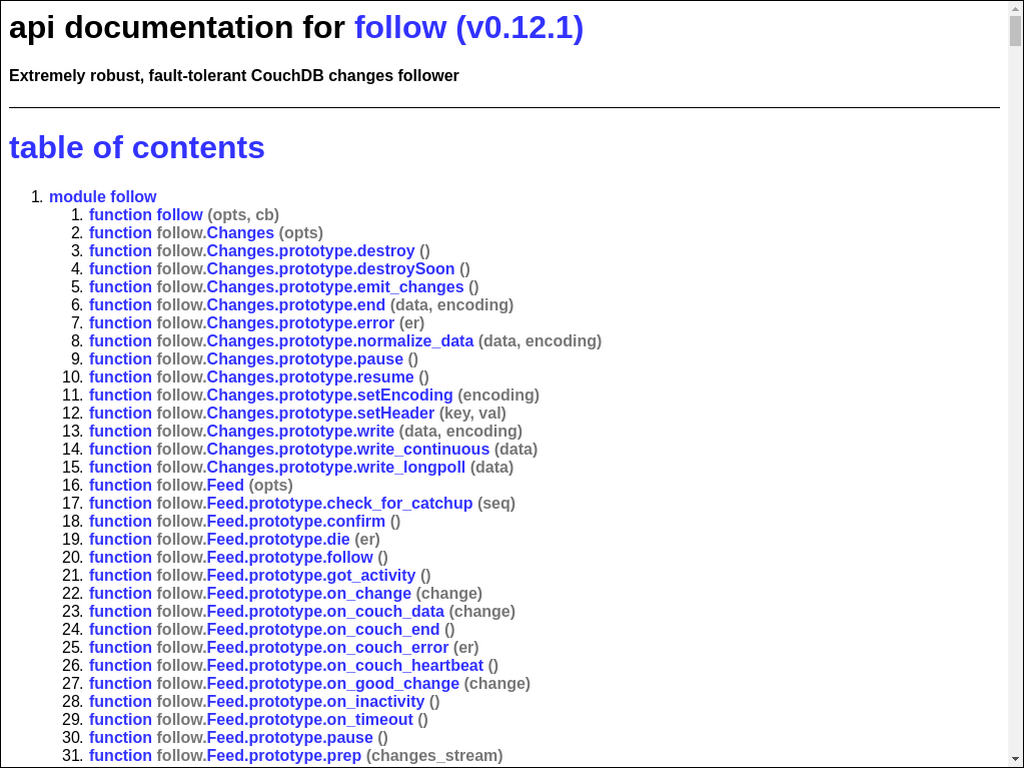 api documentation for follow (v0.12.1)
Extremely robust, fault-tolerant CouchDB changes follower
table of contents
1. module follow
1. function follow (opts, cb)
2. function follow.Changes (opts)
3. function follow.Changes.prototype.destroy ()
4. function follow.Changes.prototype.destroySoon ()
5. function follow.Changes.prototype.emit_changes ()
6. function follow.Changes.prototype.end (data, encoding)
7. function follow.Changes.prototype.error (er)
8. function follow.Changes.prototype.normalize_data (data, encoding)
9. function follow.Changes.prototype.pause ()
10. function follow.Changes.prototype.resume ()
11. function follow.Changes.prototype.setEncoding (encoding)
12. function follow.Changes.prototype.setHeader (key, val)
13. function follow.Changes.prototype.write (data, encoding)
14. function follow.Changes.prototype.write_continuous (data)
15. function follow.Changes.prototype.write_longpoll (data)
16. function follow.Feed (opts)
17. function follow.Feed.prototype.check_for_catchup (seq)
18. function follow.Feed.prototype.confirm ()
19. function follow.Feed.prototype.die (er)
20. function follow.Feed.prototype.follow ()
21. function follow.Feed.prototype.got_activity ()
22. function follow.Feed.prototype.on_change (change)
23. function follow.Feed.prototype.on_couch_data (change)
24. function follow.Feed.prototype.on_couch_end ()
25. function follow.Feed.prototype.on_couch_error (er)
26. function follow.Feed.prototype.on_couch_heartbeat ()
27. function follow.Feed.prototype.on_good_change (change)
28. function follow.Feed.prototype.on_inactivity ()
29. function follow.Feed.prototype.on_timeout ()
30. function follow.Feed.prototype.pause ()
31. function follow.Feed.prototype.prep (changes_stream)